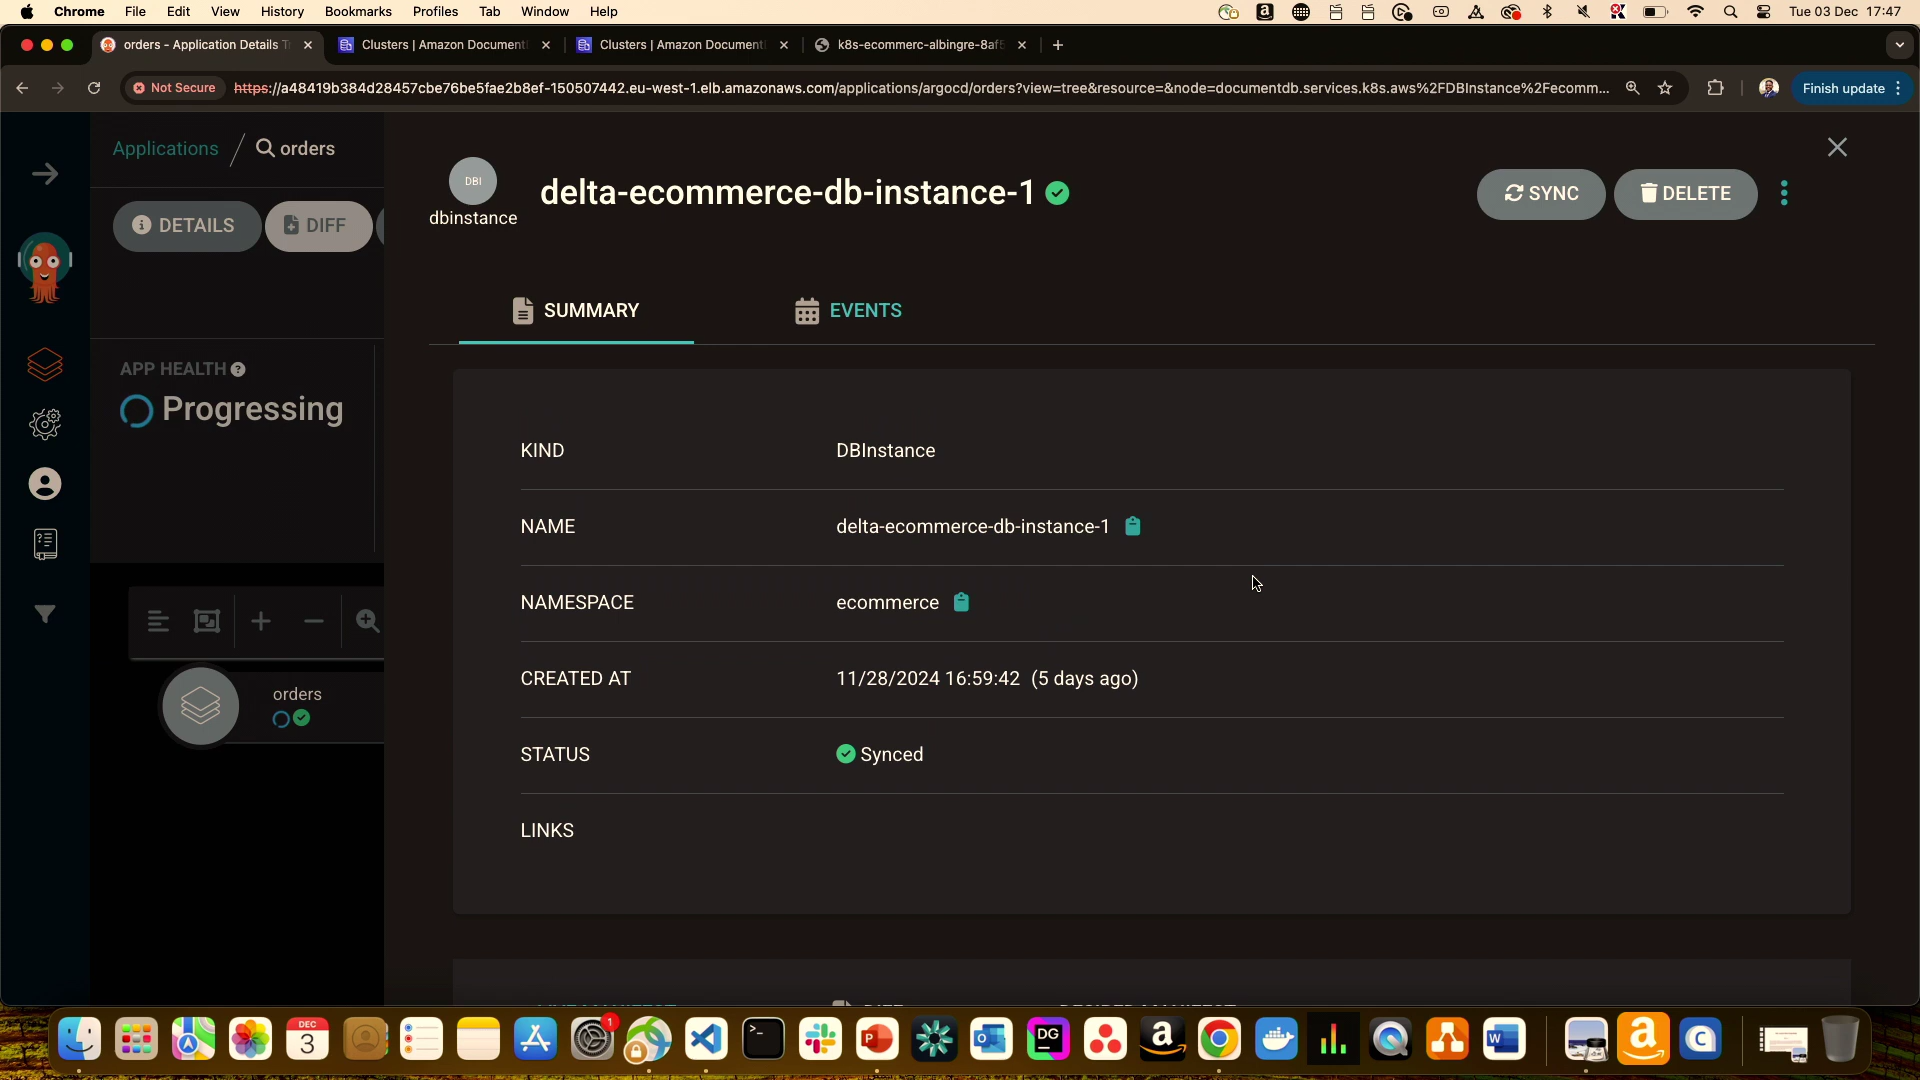 Chrome File Edit View History Bookmarks Profiles Tab Window Help
Tue 03 Dec 17:47
orders - Application Details T
Clusters | Amazon Document
Clusters | Amazon Document
k8s-ecommerc-albingre-8af5
Not Secure
https://a48419b384d28457cbe76be5fae2b8ef-150507442.eu-west-1.elb.amazonaws.com/applications/argocd/orders?view=tree&resource=&node=documentdb.services.k8s.aws%2FDBInstance%2Fecomm...
Finish update
Applications / orders
DETAILS
DIFF
APP HEALTH
Progressing
orders
DBI
dbinstance
delta-ecommerce-db-instance-1
SYNC
DELETE
SUMMARY
EVENTS
KIND DBInstance
NAME delta-ecommerce-db-instance-1
NAMESPACE ecommerce
CREATED AT 11/28/2024 16:59:42 (5 days ago)
STATUS Synced
LINKS
DEC
3
1
DG